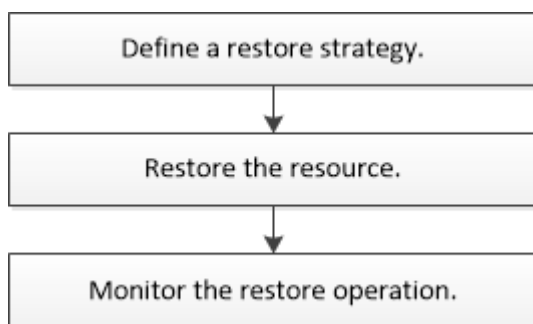 Define a restore strategy.
Restore the resource.
Monitor the restore operation.